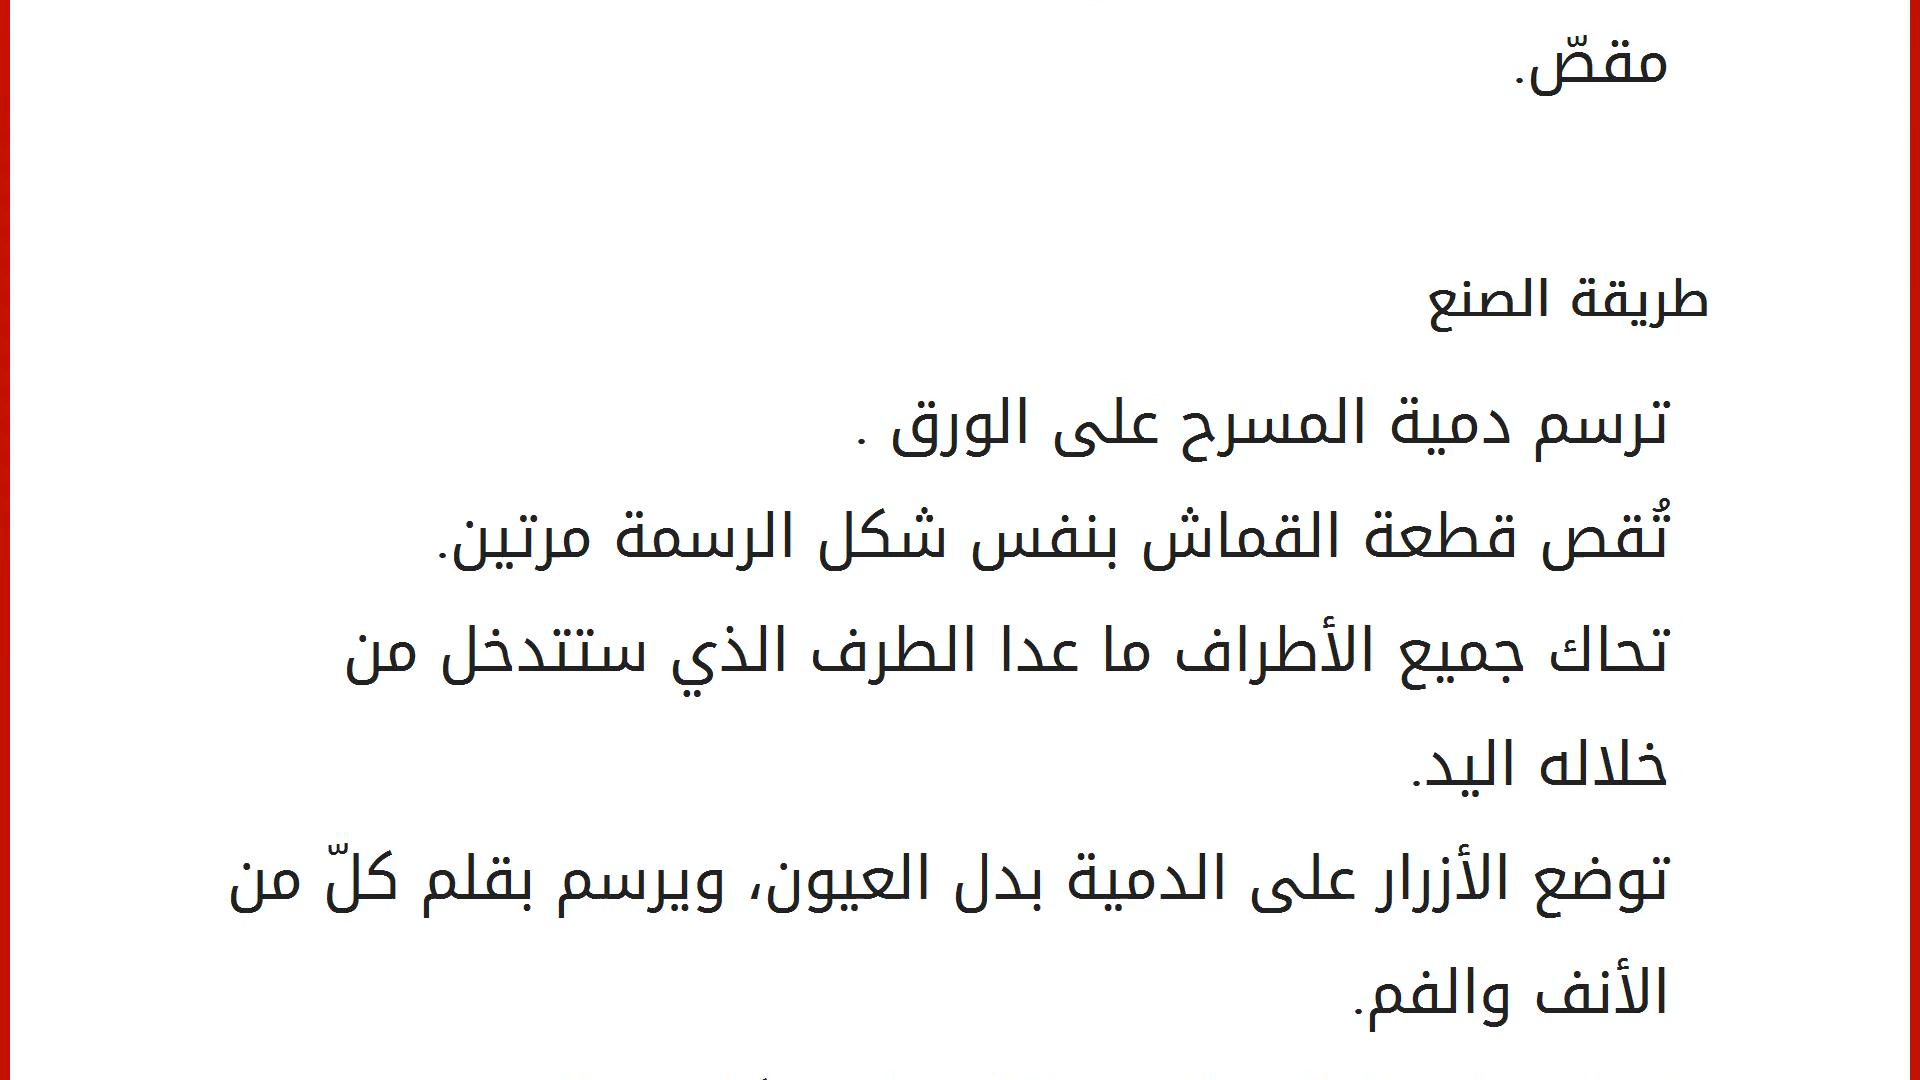 مقصّ.
طريقة الصنع
ترسم دمية المسرح على الورق .
تُقص قطعة القماش بنفس شكل الرسمة مرتين.
تحاك جميع الأطراف ما عدا الطرف الذي ستتدخل من
خلاله اليد.
توضع الأزرار على الدمية بدل العيون، ويرسم بقلم كلّ من
الأنف والفم.